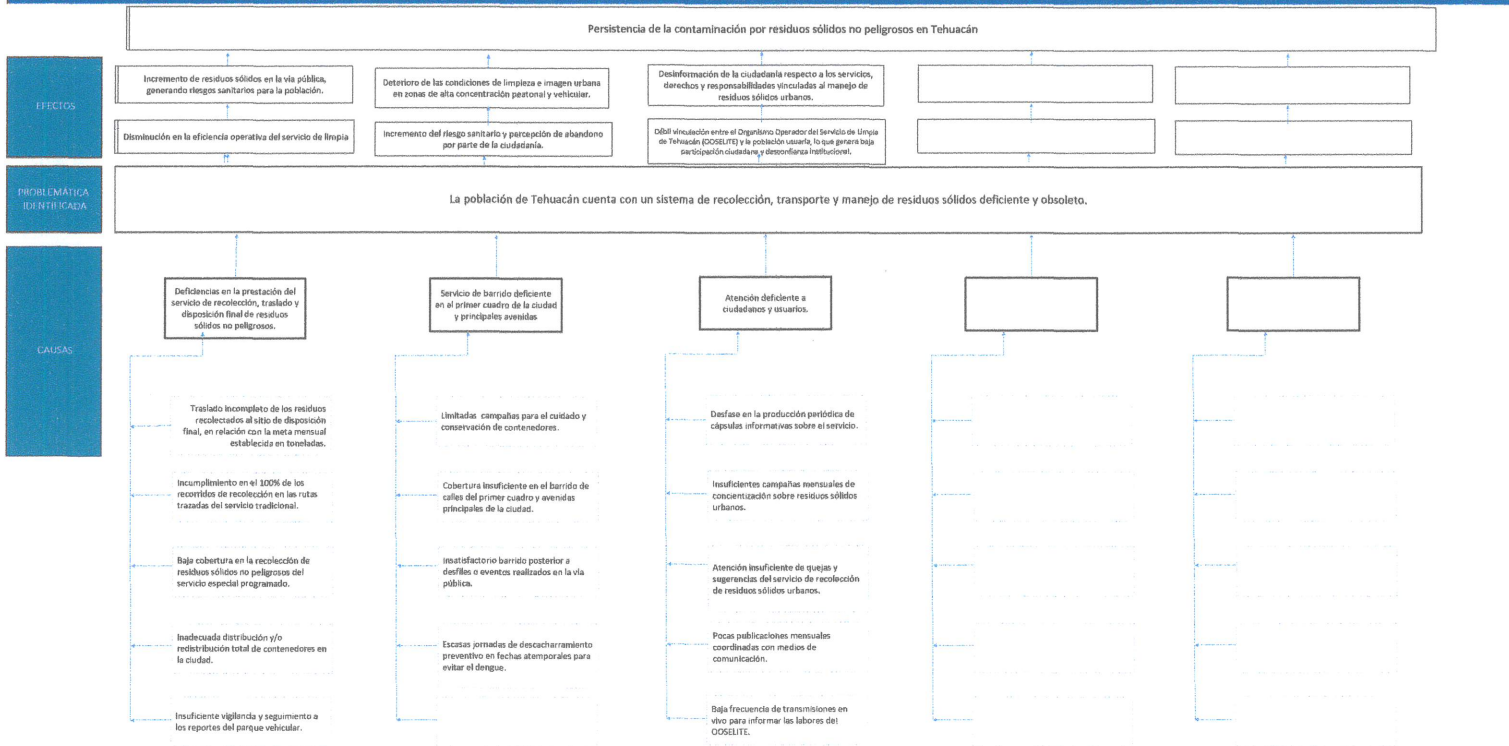 Persistencia de la contaminación por residuos sólidos no peligrosos en Tehuacán
EFECTOS
Incremento de residuos sólidos en la vía pública,
generando riesgos sanitarios para la población.
Deterioro de las condiciones de limpieza e imagen urbana
en zonas de alta concentración peatonal y vehicular.
Desinformación de la ciudadanía respecto a los servicios,
derechos y responsabilidades vinculadas al manejo de
residuos sólidos urbanos.
Disminución en la eficiencia operativa del servicio de limpia
Incremento del riesgo sanitario y percepción de abandono
por parte de la ciudadanía.
Débil vinculación entre el Organismo Operador del Servicio de Limpia
de Tehuacán (OOSELITE) y la población usuaria, lo que genera baja
participación ciudadana y desconfianza institucional.
PROBLEMÁTICA
IDENTIFICADA
La población de Tehuacán cuenta con un sistema de recolección, transporte y manejo de residuos sólidos deficiente y obsoleto.
CAUSAS
Deficiencias en la prestación del
servicio de recolección, traslado y
disposición final de residuos
sólidos no peligrosos.
Servicio de barrido deficiente
en el primer cuadro de la ciudad
y principales avenidas
Atención deficiente a
ciudadanos y usuarios.
Traslado incompleto de los residuos
recolectados al sitio de disposición
final, en relación con la meta mensual
establecida en toneladas.
Limitadas campañas para el cuidado y
conservación de contenedores.
Desfase en la producción periódica de
cápsulas informativas sobre el servicio.
Incumplimiento en el 100% de los
recorridos de recolección en las rutas
trazadas del servicio tradicional.
Cobertura insuficiente en el barrido de
calles del primer cuadro y avenidas
principales de la ciudad.
Insuficientes campañas mensuales de
concientización sobre residuos sólidos
urbanos.
Baja cobertura en la recolección de
residuos sólidos no peligrosos del
servicio especial programado.
Insatisfactorio barrido posterior a
desfiles o eventos realizados en la vía
pública.
Atención insuficiente de quejas y
sugerencias del servicio de recolección
de residuos sólidos urbanos.
Inadecuada distribución y/o
redistribución total de contenedores en
la ciudad.
Escasas jornadas de descacharramiento
preventivo en fechas atemporales para
evitar el dengue.
Pocas publicaciones mensuales
coordinadas con medios de
comunicación.
Insuficiente vigilancia y seguimiento a
los reportes del parque vehicular.
Baja frecuencia de transmisiones en
vivo para informar las labores del
OOSELITE.